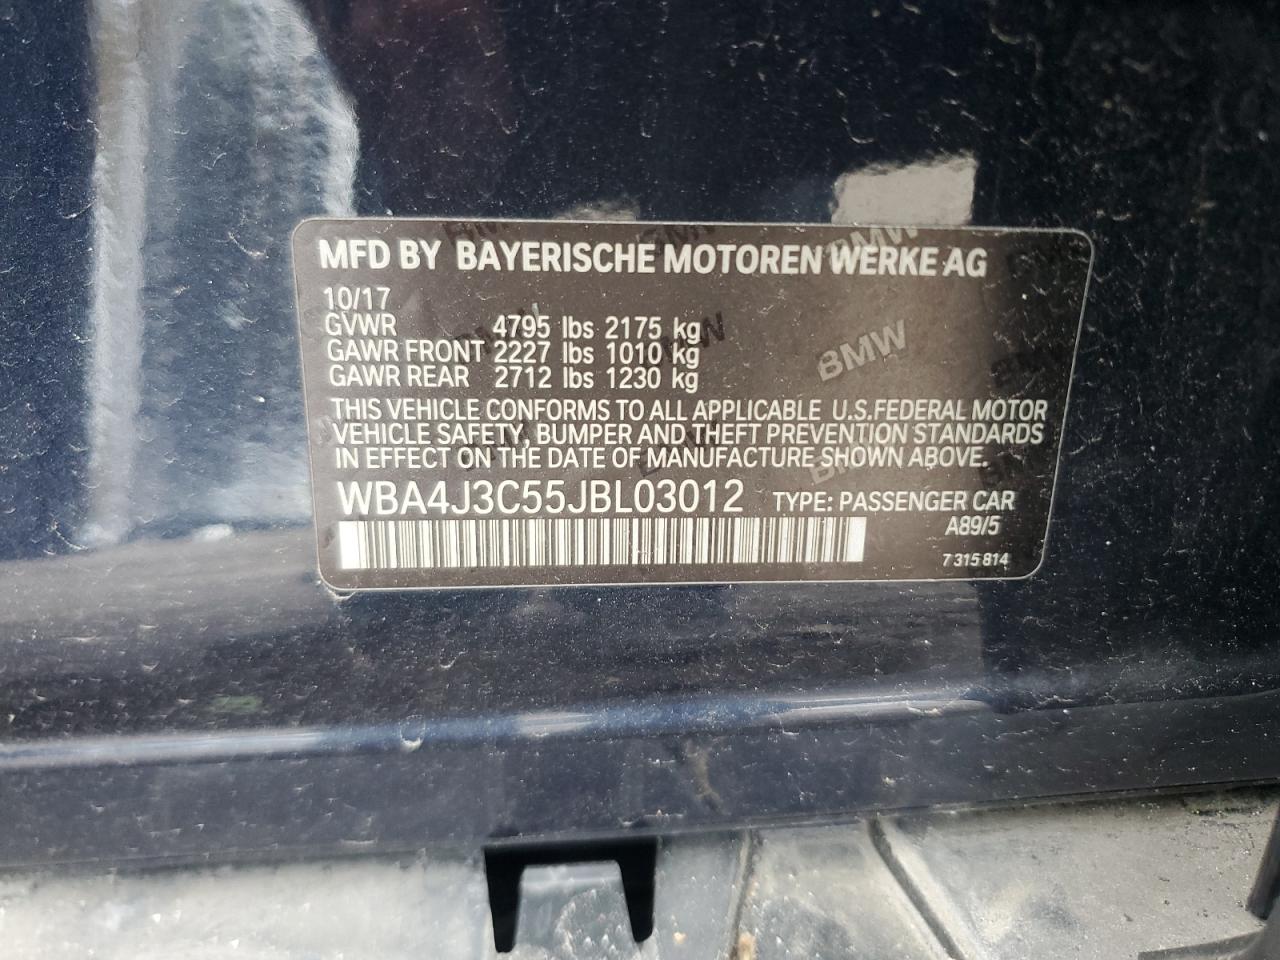 MFD BY BAYERISCHE MOTOREN WERKE AG
10/17
GVWR 4795 lbs 2175 kg
GAWR FRONT 2227 lbs 1010 kg
GAWR REAR 2712 lbs 1230 kg
THIS VEHICLE CONFORMS TO ALL APPLICABLE U.S.FEDERAL MOTOR
VEHICLE SAFETY, BUMPER AND THEFT PREVENTION STANDARDS
IN EFFECT ON THE DATE OF MANUFACTURE SHOWN ABOVE.
WBA4J3C55JBL03012 TYPE: PASSENGER CAR
A89/5
7 315 814